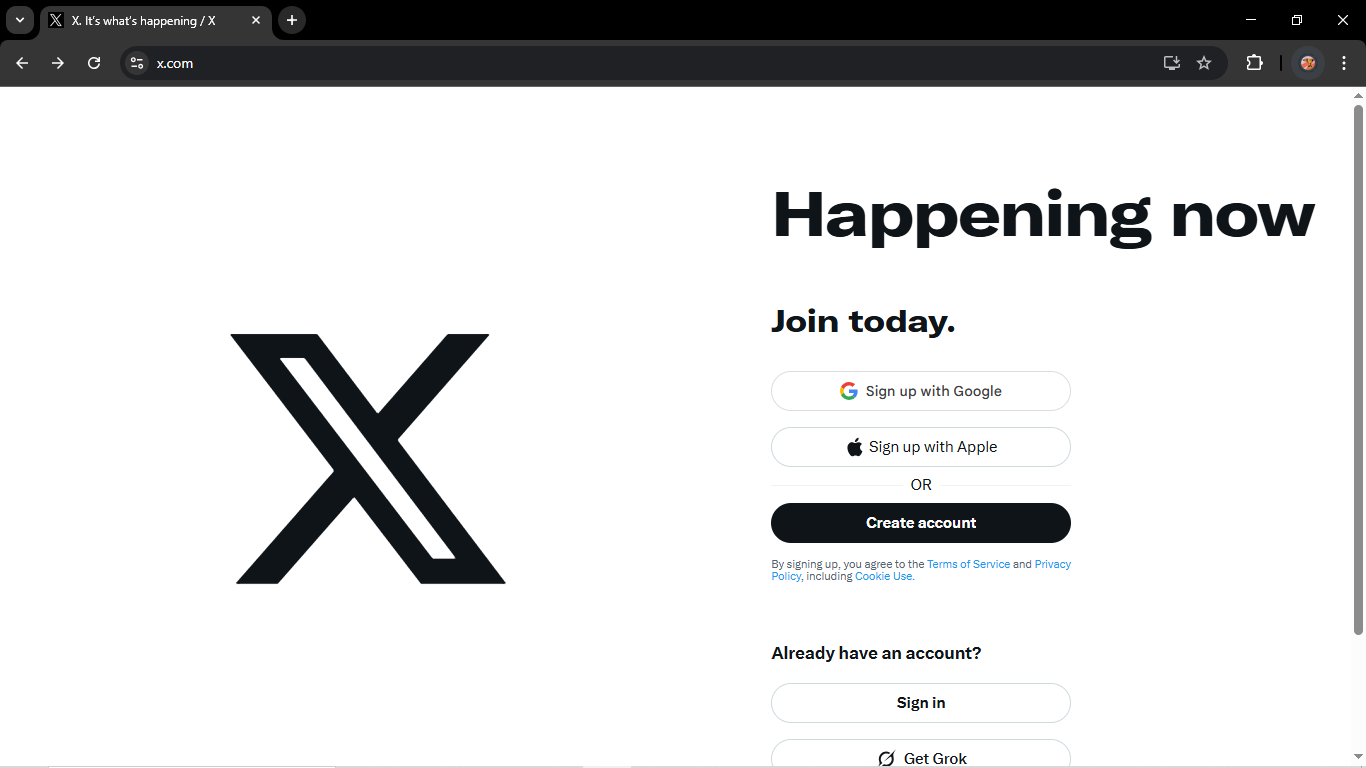 X. It's what's happening / X
x.com
Happening now
Join today.
Sign up with Google
Sign up with Apple
OR
Create account
By signing up, you agree to the Terms of Service and Privacy
Policy, including Cookie Use.
Already have an account?
Sign in
Get Grok